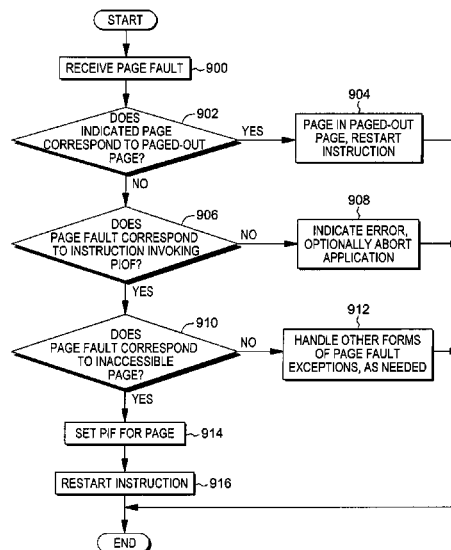 START
RECEIVE PAGE FAULT
900
902
DOES
INDICATED PAGE
CORRESPOND TO PAGED-OUT
PAGE?
YES
904
PAGE IN PAGED-OUT
PAGE, RESTART
INSTRUCTION
NO
906
DOES
PAGE FAULT CORRESPOND
TO INSTRUCTION INVOKING
PIOF?
NO
908
INDICATE ERROR,
OPTIONALLY ABORT
APPLICATION
YES
910
DOES
PAGE FAULT CORRESPOND
TO INACCESSIBLE
PAGE?
NO
912
HANDLE OTHER FORMS
OF PAGE FAULT
EXCEPTIONS, AS NEEDED
YES
SET PIF FOR PAGE
914
RESTART INSTRUCTION
916
END